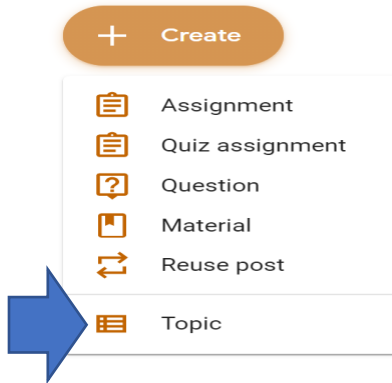 Create
Assignment
Quiz assignment
Question
Material
Reuse post
Topic